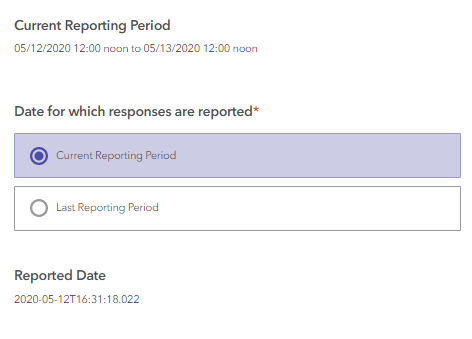 Current Reporting Period
05/12/2020 12:00 noon to 05/13/2020 12:00 noon
Date for which responses are reported*
Current Reporting Period
Last Reporting Period
Reported Date
2020-05-12T16:31:18.022